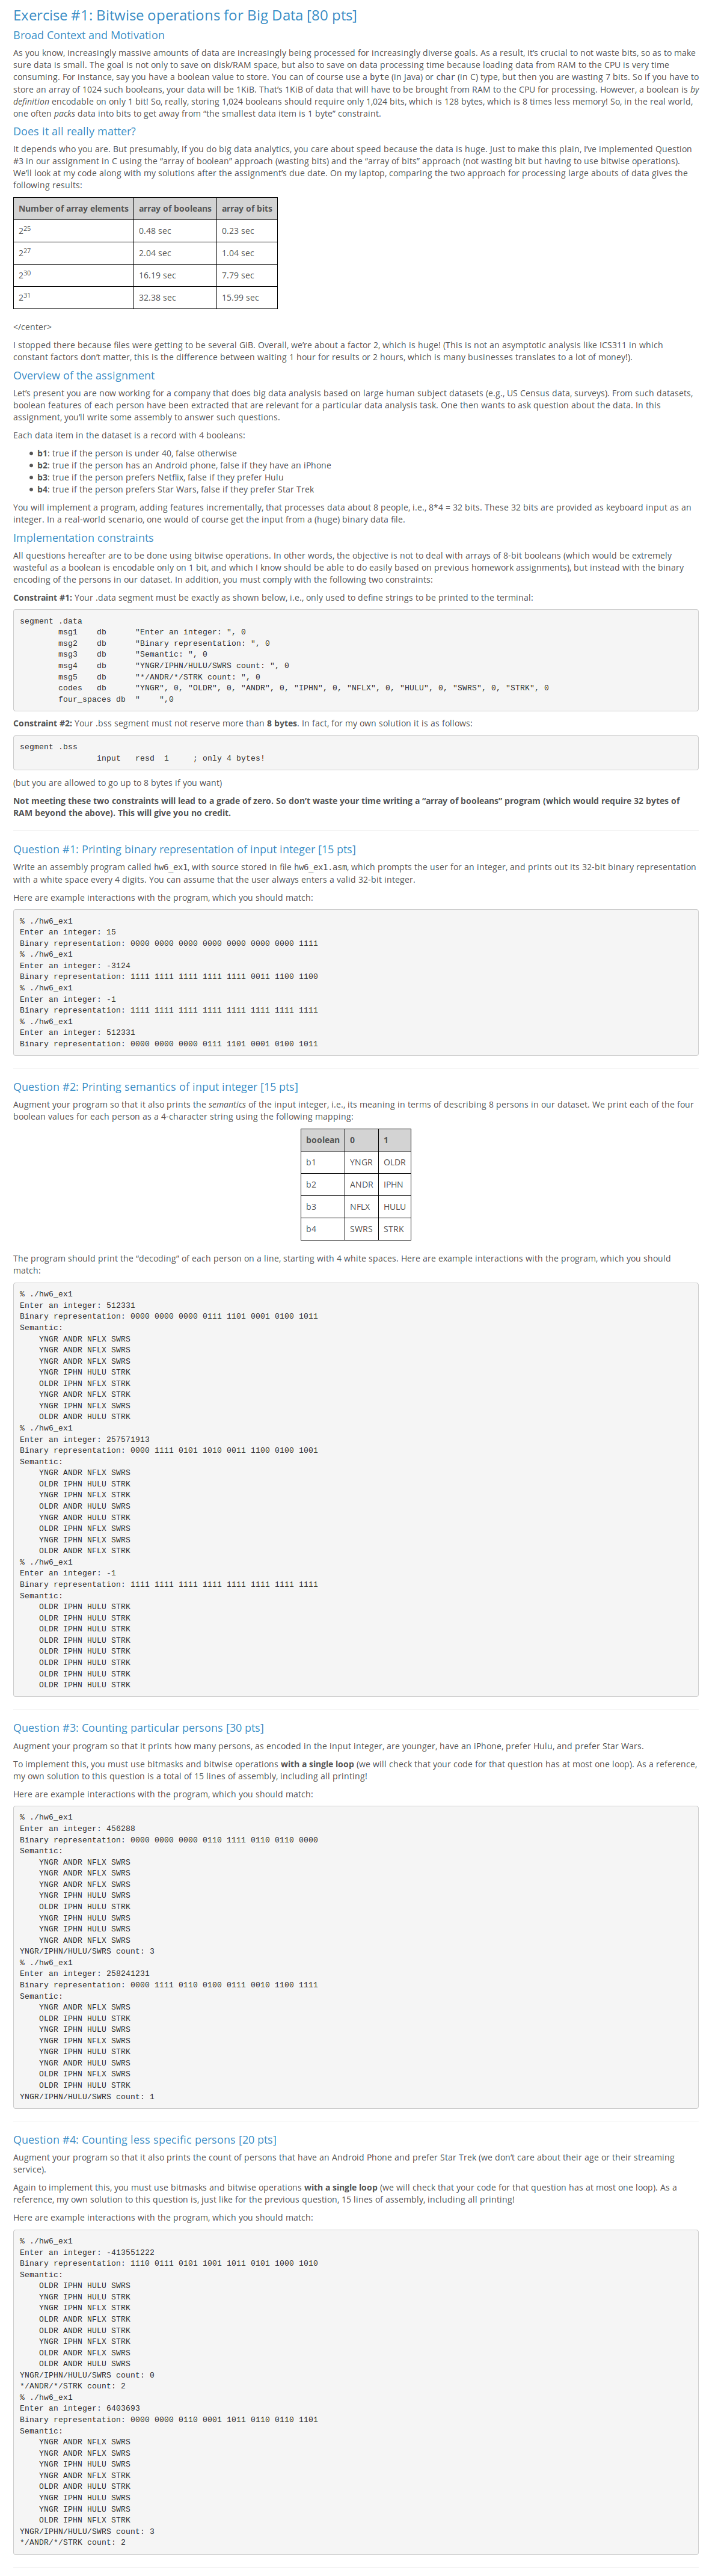 Exercise #1: Bitwise operations for Big Data [80 pts]
Broad Context and Motivation
As you know, increasingly massive amounts of data are increasingly being processed for increasingly diverse goals. As a result, it's crucial to not waste bits, so as to make
sure data is small. The goal is not only to save on disk/RAM space, but also to save on data processing time because loading data from RAM to the CPU is very time
consuming. For instance, say you have a boolean value to store. You can of course use a byte (in Java) or char (in C) type, but then you are wasting 7 bits. So if you have to
store an array of 1024 such booleans, your data will be 1KiB. That's 1KiB of data that will have to be brought from RAM to the CPU for processing. However, a boolean is by
definition encodable on only 1 bit! So, really, storing 1,024 booleans should require only 1,024 bits, which is 128 bytes, which is 8 times less memory! So, in the real world,
one often packs data into bits to get away from "the smallest data item is 1 byte" constraint.
Does it all really matter?
It depends who you are. But presumably, if you do big data analytics, you care about speed because the data is huge. Just to make this plain, I've implemented Question
#3 in our assignment in C using the "array of boolean" approach (wasting bits) and the "array of bits" approach (not wasting bit but having to use bitwise operations).
We'll look at my code along with my solutions after the assignment's due date. On my laptop, comparing the two approach for processing large abouts of data gives the
following results:
Number of array elements array of booleans array of bits
2^25 0.48 sec 0.23 sec
2^27 2.04 sec 1.04 sec
2^30 16.19 sec 7.79 sec
2^31 32.38 sec 15.99 sec
</center>
I stopped there because files were getting to be several GiB. Overall, we're about a factor 2, which is huge! (This is not an asymptotic analysis like ICS311 in which
constant factors don't matter, this is the difference between waiting 1 hour for results or 2 hours, which is many businesses translates to a lot of money!).
Overview of the assignment
Let's present you are now working for a company that does big data analysis based on large human subject datasets (e.g., US Census data, surveys). From such datasets,
boolean features of each person have been extracted that are relevant for a particular data analysis task. One then wants to ask question about the data. In this
assignment, you'll write some assembly to answer such questions.
Each data item in the dataset is a record with 4 booleans:
• b1: true if the person is under 40, false otherwise
• b2: true if the person has an Android phone, false if they have an iPhone
• b3: true if the person prefers Netflix, false if they prefer Hulu
• b4: true if the person prefers Star Wars, false if they prefer Star Trek
You will implement a program, adding features incrementally, that processes data about 8 people, i.e., 8*4 = 32 bits. These 32 bits are provided as keyboard input as an
integer. In a real-world scenario, one would of course get the input from a (huge) binary data file.
Implementation constraints
All questions hereafter are to be done using bitwise operations. In other words, the objective is not to deal with arrays of 8-bit booleans (which would be extremely
wasteful as a boolean is encodable only on 1 bit, and which I know should be able to do easily based on previous homework assignments), but instead with the binary
encoding of the persons in our dataset. In addition, you must comply with the following two constraints:
Constraint #1: Your .data segment must be exactly as shown below, i.e., only used to define strings to be printed to the terminal:
segment .data
msg1 db "Enter an integer: ", 0
msg2 db "Binary representation: ", 0
msg3 db "Semantic: ", 0
msg4 db "YNGR/IPHN/HULU/SWRS count: ", 0
msg5 db "*/ANDR/*/STRK count: ", 0
codes db "YNGR", 0, "OLDR", 0, "ANDR", 0, "IPHN", 0, "NFLX", 0, "HULU", 0, "SWRS", 0, "STRK", 0
four_spaces db "    ",0
Constraint #2: Your .bss segment must not reserve more than 8 bytes. In fact, for my own solution it is as follows:
segment .bss
input resd 1 ; only 4 bytes!
(but you are allowed to go up to 8 bytes if you want)
Not meeting these two constraints will lead to a grade of zero. So don't waste your time writing a "array of booleans" program (which would require 32 bytes of
RAM beyond the above). This will give you no credit.
Question #1: Printing binary representation of input integer [15 pts]
Write an assembly program called hw6_ex1, with source stored in file hw6_ex1.asm, which prompts the user for an integer, and prints out its 32-bit binary representation
with a white space every 4 digits. You can assume that the user always enters a valid 32-bit integer.
Here are example interactions with the program, which you should match:
% ./hw6_ex1
Enter an integer: 15
Binary representation: 0000 0000 0000 0000 0000 0000 0000 1111
% ./hw6_ex1
Enter an integer: -3124
Binary representation: 1111 1111 1111 1111 1111 0011 1100 1100
% ./hw6_ex1
Enter an integer: -1
Binary representation: 1111 1111 1111 1111 1111 1111 1111 1111
% ./hw6_ex1
Enter an integer: 512331
Binary representation: 0000 0000 0000 0111 1101 0001 0100 1011
Question #2: Printing semantics of input integer [15 pts]
Augment your program so that it also prints the semantics of the input integer, i.e., its meaning in terms of describing 8 persons in our dataset. We print each of the four
boolean values for each person as a 4-character string using the following mapping:
boolean 0 1
b1 YNGR OLDR
b2 ANDR IPHN
b3 NFLX HULU
b4 SWRS STRK
The program should print the "decoding" of each person on a line, starting with 4 white spaces. Here are example interactions with the program, which you should
match:
% ./hw6_ex1
Enter an integer: 512331
Binary representation: 0000 0000 0000 0111 1101 0001 0100 1011
Semantic:
YNGR ANDR NFLX SWRS
YNGR ANDR NFLX SWRS
YNGR ANDR NFLX SWRS
YNGR IPHN HULU STRK
OLDR IPHN NFLX STRK
YNGR ANDR NFLX STRK
YNGR IPHN NFLX SWRS
OLDR ANDR HULU STRK
% ./hw6_ex1
Enter an integer: 257571913
Binary representation: 0000 1111 0101 1010 0011 1100 0100 1001
Semantic:
YNGR ANDR NFLX SWRS
OLDR IPHN HULU STRK
YNGR IPHN NFLX STRK
OLDR ANDR HULU SWRS
YNGR ANDR HULU STRK
OLDR IPHN NFLX SWRS
YNGR IPHN NFLX SWRS
OLDR ANDR NFLX STRK
% ./hw6_ex1
Enter an integer: -1
Binary representation: 1111 1111 1111 1111 1111 1111 1111 1111
Semantic:
OLDR IPHN HULU STRK
OLDR IPHN HULU STRK
OLDR IPHN HULU STRK
OLDR IPHN HULU STRK
OLDR IPHN HULU STRK
OLDR IPHN HULU STRK
OLDR IPHN HULU STRK
OLDR IPHN HULU STRK
Question #3: Counting particular persons [30 pts]
Augment your program so that it prints how many persons, as encoded in the input integer, are younger, have an iPhone, prefer Hulu, and prefer Star Wars.
To implement this, you must use bitmasks and bitwise operations with a single loop (we will check that your code for that question has at most one loop). As a reference,
my own solution to this question is a total of 15 lines of assembly, including all printing!
Here are example interactions with the program, which you should match:
% ./hw6_ex1
Enter an integer: 456288
Binary representation: 0000 0000 0000 0110 1111 0110 0110 0000
Semantic:
YNGR ANDR NFLX SWRS
YNGR ANDR NFLX SWRS
YNGR ANDR NFLX SWRS
YNGR IPHN HULU SWRS
OLDR IPHN HULU STRK
YNGR IPHN HULU SWRS
YNGR IPHN HULU SWRS
YNGR ANDR NFLX SWRS
YNGR/IPHN/HULU/SWRS count: 3
% ./hw6_ex1
Enter an integer: 258241231
Binary representation: 0000 1111 0110 0100 0111 0010 1100 1111
Semantic:
YNGR ANDR NFLX SWRS
OLDR IPHN HULU STRK
YNGR IPHN HULU SWRS
YNGR IPHN NFLX SWRS
YNGR IPHN HULU STRK
YNGR ANDR HULU SWRS
OLDR IPHN NFLX SWRS
OLDR IPHN HULU STRK
YNGR/IPHN/HULU/SWRS count: 1
Question #4: Counting less specific persons [20 pts]
Augment your program so that it also prints the count of persons that have an Android Phone and prefer Star Trek (we don't care about their age or their streaming
service).
Again to implement this, you must use bitmasks and bitwise operations with a single loop (we will check that your code for that question has at most one loop). As a
reference, my own solution to this question is, just like for the previous question, 15 lines of assembly, including all printing!
Here are example interactions with the program, which you should match:
% ./hw6_ex1
Enter an integer: -413551222
Binary representation: 1110 0111 0101 1001 1011 0101 1000 1010
Semantic:
OLDR IPHN HULU SWRS
YNGR IPHN HULU STRK
YNGR IPHN NFLX STRK
OLDR ANDR NFLX STRK
OLDR ANDR HULU STRK
YNGR IPHN NFLX STRK
OLDR ANDR NFLX SWRS
OLDR ANDR HULU SWRS
YNGR/IPHN/HULU/SWRS count: 0
*/ANDR/*/STRK count: 2
% ./hw6_ex1
Enter an integer: 6403693
Binary representation: 0000 0000 0110 0001 1011 0110 0110 1101
Semantic:
YNGR ANDR NFLX SWRS
YNGR ANDR NFLX SWRS
YNGR IPHN HULU SWRS
YNGR ANDR NFLX STRK
OLDR ANDR HULU STRK
YNGR IPHN HULU SWRS
YNGR IPHN HULU SWRS
OLDR IPHN NFLX STRK
YNGR/IPHN/HULU/SWRS count: 3
*/ANDR/*/STRK count: 2